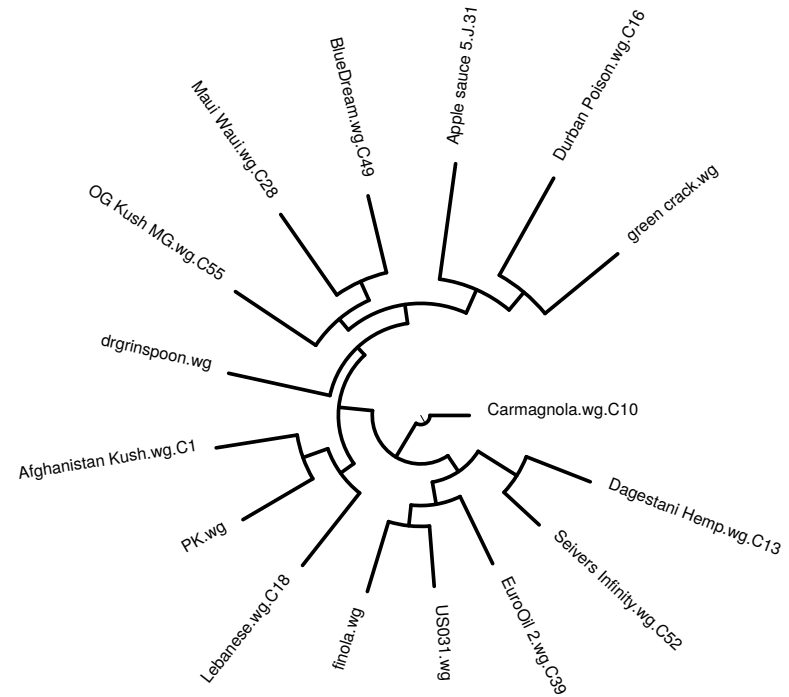 Apple sauce 5.J.31
Durban Poison.wg.C16
BlueDream.wg.C49
Maui Waui.wg.C28
green crack.wg
OG Kush MG.wg.C55
drgrinspoon.wg
Carmagnola.wg.C10
Afghanistan Kush.wg.C1
Dagestani Hemp.wg.C13
PK.wg
Seivers Infinity.wg.C52
Lebanese.wg.C18
finola.wg
US031.wg
EuroOil 2.wg.C39